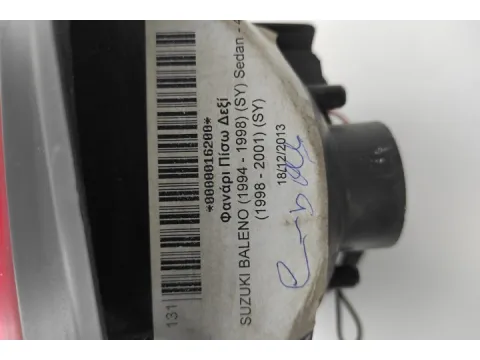 131
*0000016200*
Φανάρι Πίσω Δεξί
SUZUKI BALENO (1994 - 1998) (SY) Sedan -
(1998 - 2001) (SY)
18/12/2013